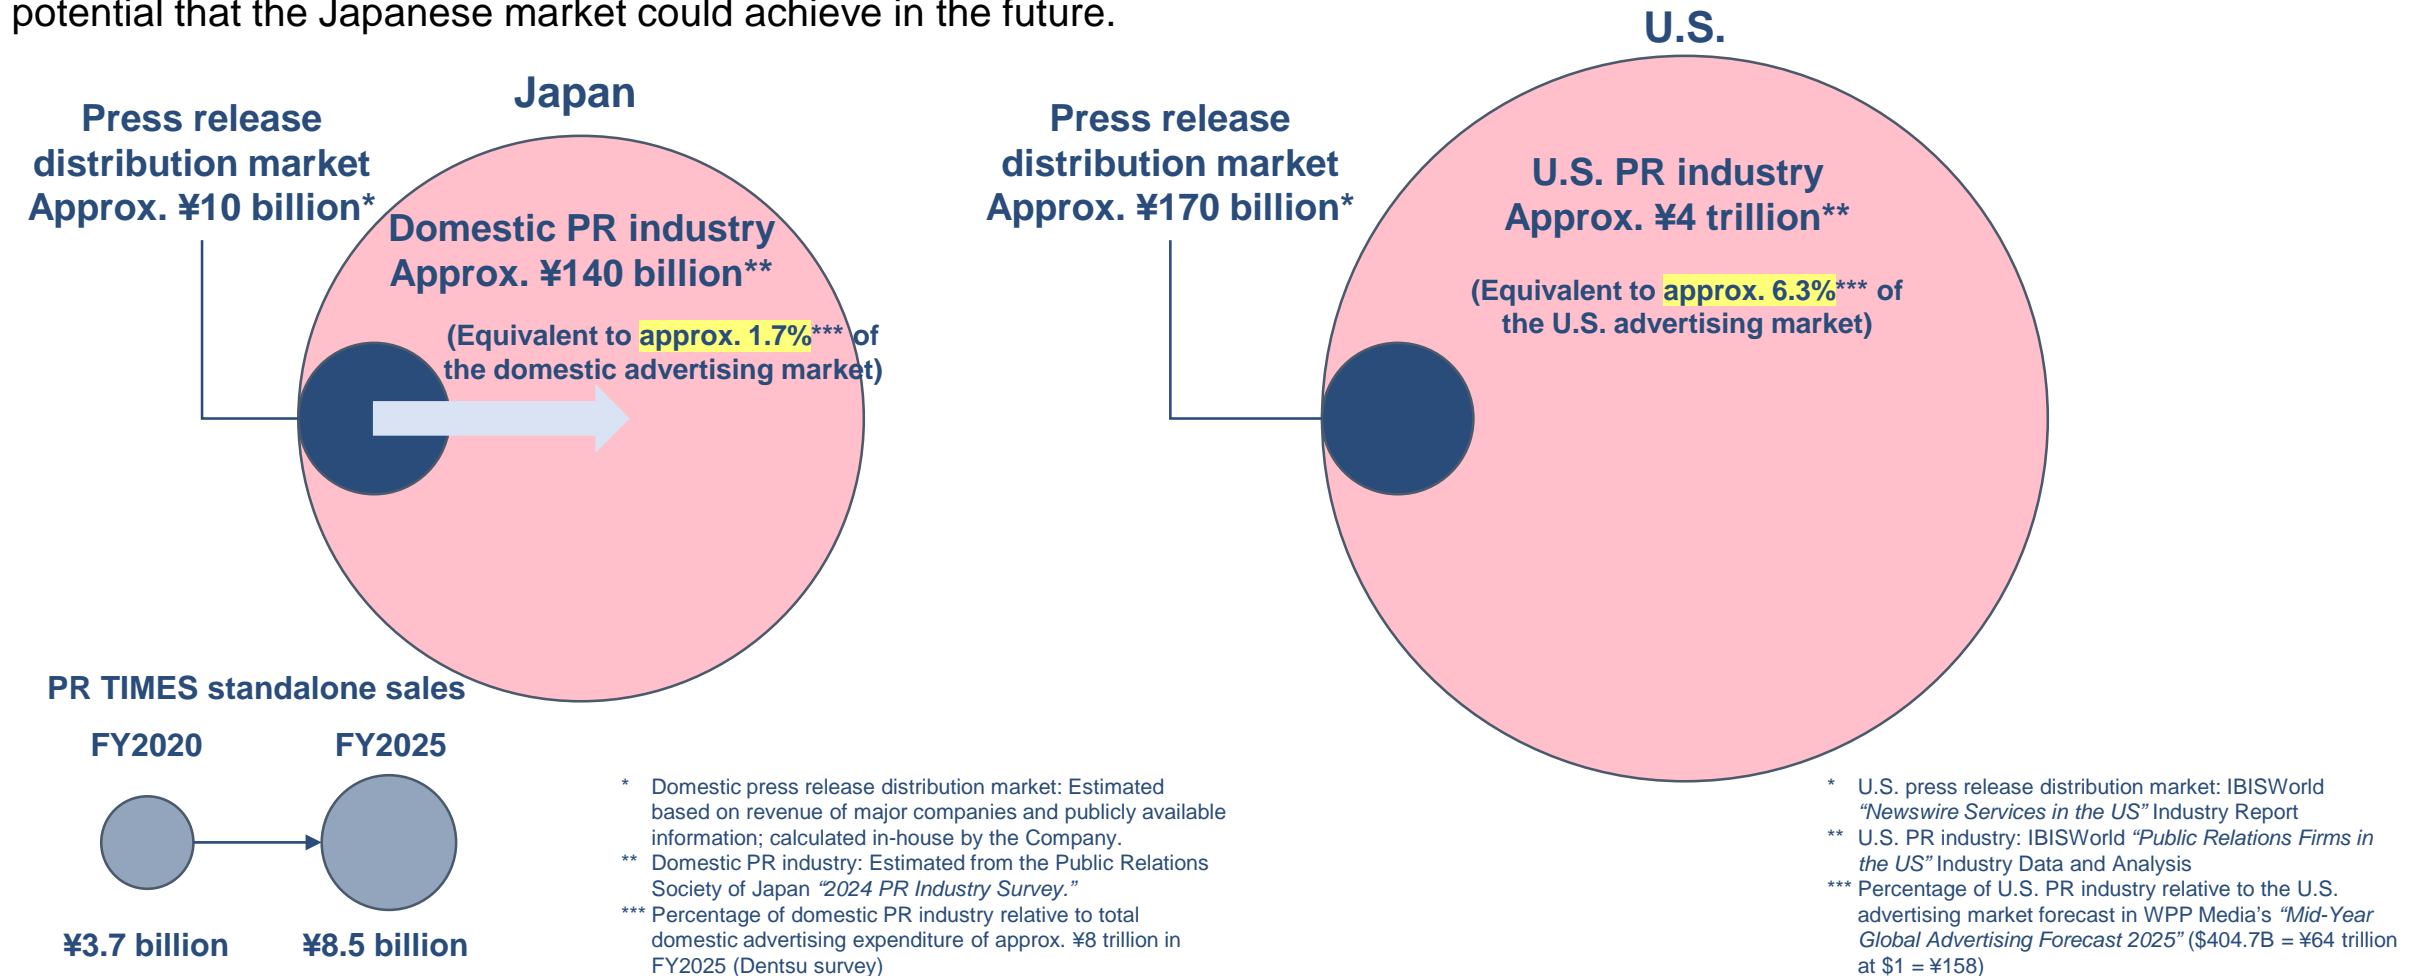 potential that the Japanese market could achieve in the future.
Japan
Press release
distribution market
Approx. ¥10 billion*
Domestic PR industry
Approx. ¥140 billion**
(Equivalent to approx. 1.7%*** of
the domestic advertising market)
U.S.
Press release
distribution market
Approx. ¥170 billion*
U.S. PR industry
Approx. ¥4 trillion**
(Equivalent to approx. 6.3%*** of
the U.S. advertising market)
PR TIMES standalone sales
FY2020
FY2025
¥3.7 billion
¥8.5 billion
* Domestic press release distribution market: Estimated
based on revenue of major companies and publicly available
information; calculated in-house by the Company.
** Domestic PR industry: Estimated from the Public Relations
Society of Japan “2024 PR Industry Survey.”
*** Percentage of domestic PR industry relative to total
domestic advertising expenditure of approx. ¥8 trillion in
FY2025 (Dentsu survey)
* U.S. press release distribution market: IBISWorld
“Newswire Services in the US” Industry Report
** U.S. PR industry: IBISWorld “Public Relations Firms in
the US” Industry Data and Analysis
*** Percentage of U.S. PR industry relative to the U.S.
advertising market forecast in WPP Media’s “Mid-Year
Global Advertising Forecast 2025” ($404.7B = ¥64 trillion
at $1 = ¥158)